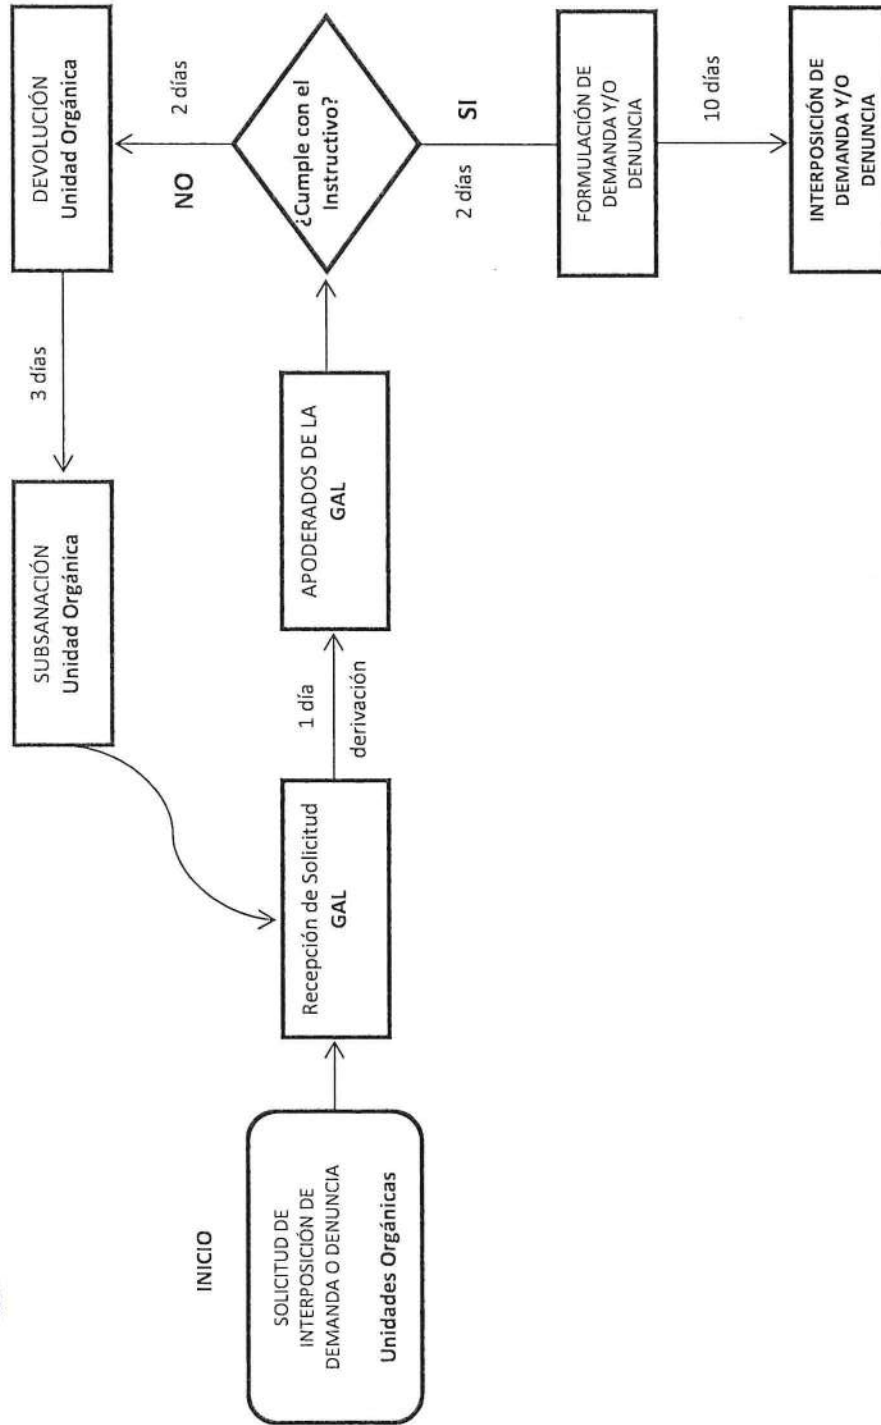 INICIO
SOLICITUD DE
INTERPOSICIÓN DE
DEMANDA O DENUNCIA
Unidades Orgánicas
Recepción de Solicitud
GAL
1 día
derivación
APODERADOS DE LA
GAL
¿Cumple con el
Instructivo?
NO
2 días
DEVOLUCIÓN
Unidad Orgánica
3 días
SUBSANACIÓN
Unidad Orgánica
SI
2 días
FORMULACIÓN DE
DEMANDA Y/O
DENUNCIA
10 días
INTERPOSICIÓN DE
DEMANDA Y/O
DENUNCIA